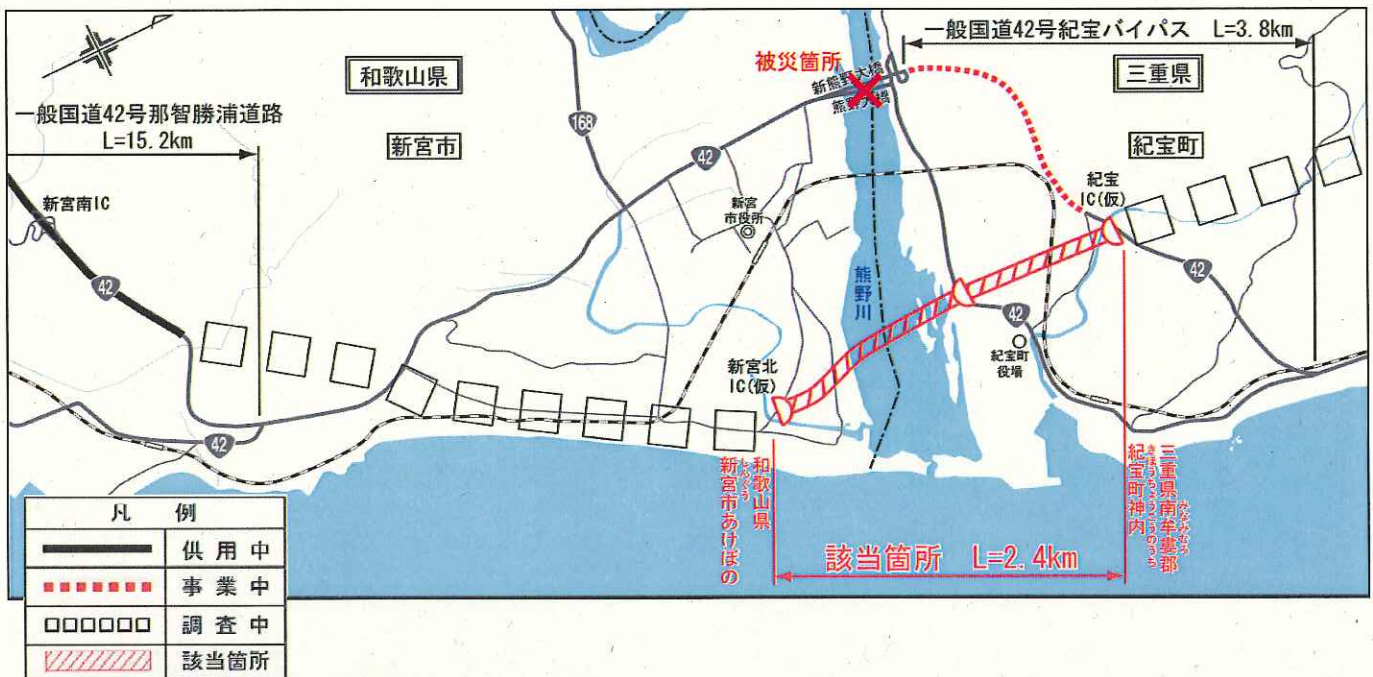 一般国道42号紀宝バイパス L=3.8km
被災箇所
和歌山県
新熊野大橋
熊野大橋
三重県
一般国道42号那智勝浦道路
L=15.2km
168
新宮市
42
紀宝町
新宮南IC
紀宝
IC(仮)
新宮
市役所
42
熊野川
42
42
紀宝町
役場
新宮北
IC(仮)
42
和歌山県
しんぐう
新宮市あけぼの
みなみむろ
三重県南牟婁郡
きほうちょうこうのうち
紀宝町神内
該当箇所 L=2.4km
凡例
供用中
事業中
調査中
該当箇所